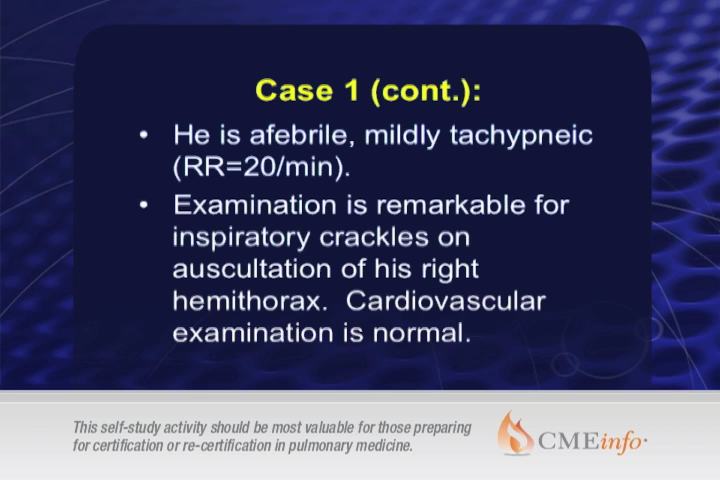 Case 1 (cont.):
• He is afebrile, mildly tachypneic
(RR=20/min).
• Examination is remarkable for
inspiratory crackles on
auscultation of his right
hemithorax. Cardiovascular
examination is normal.
This self-study activity should be most valuable for those preparing
for certification or re-certification in pulmonary medicine.
CMEinfo